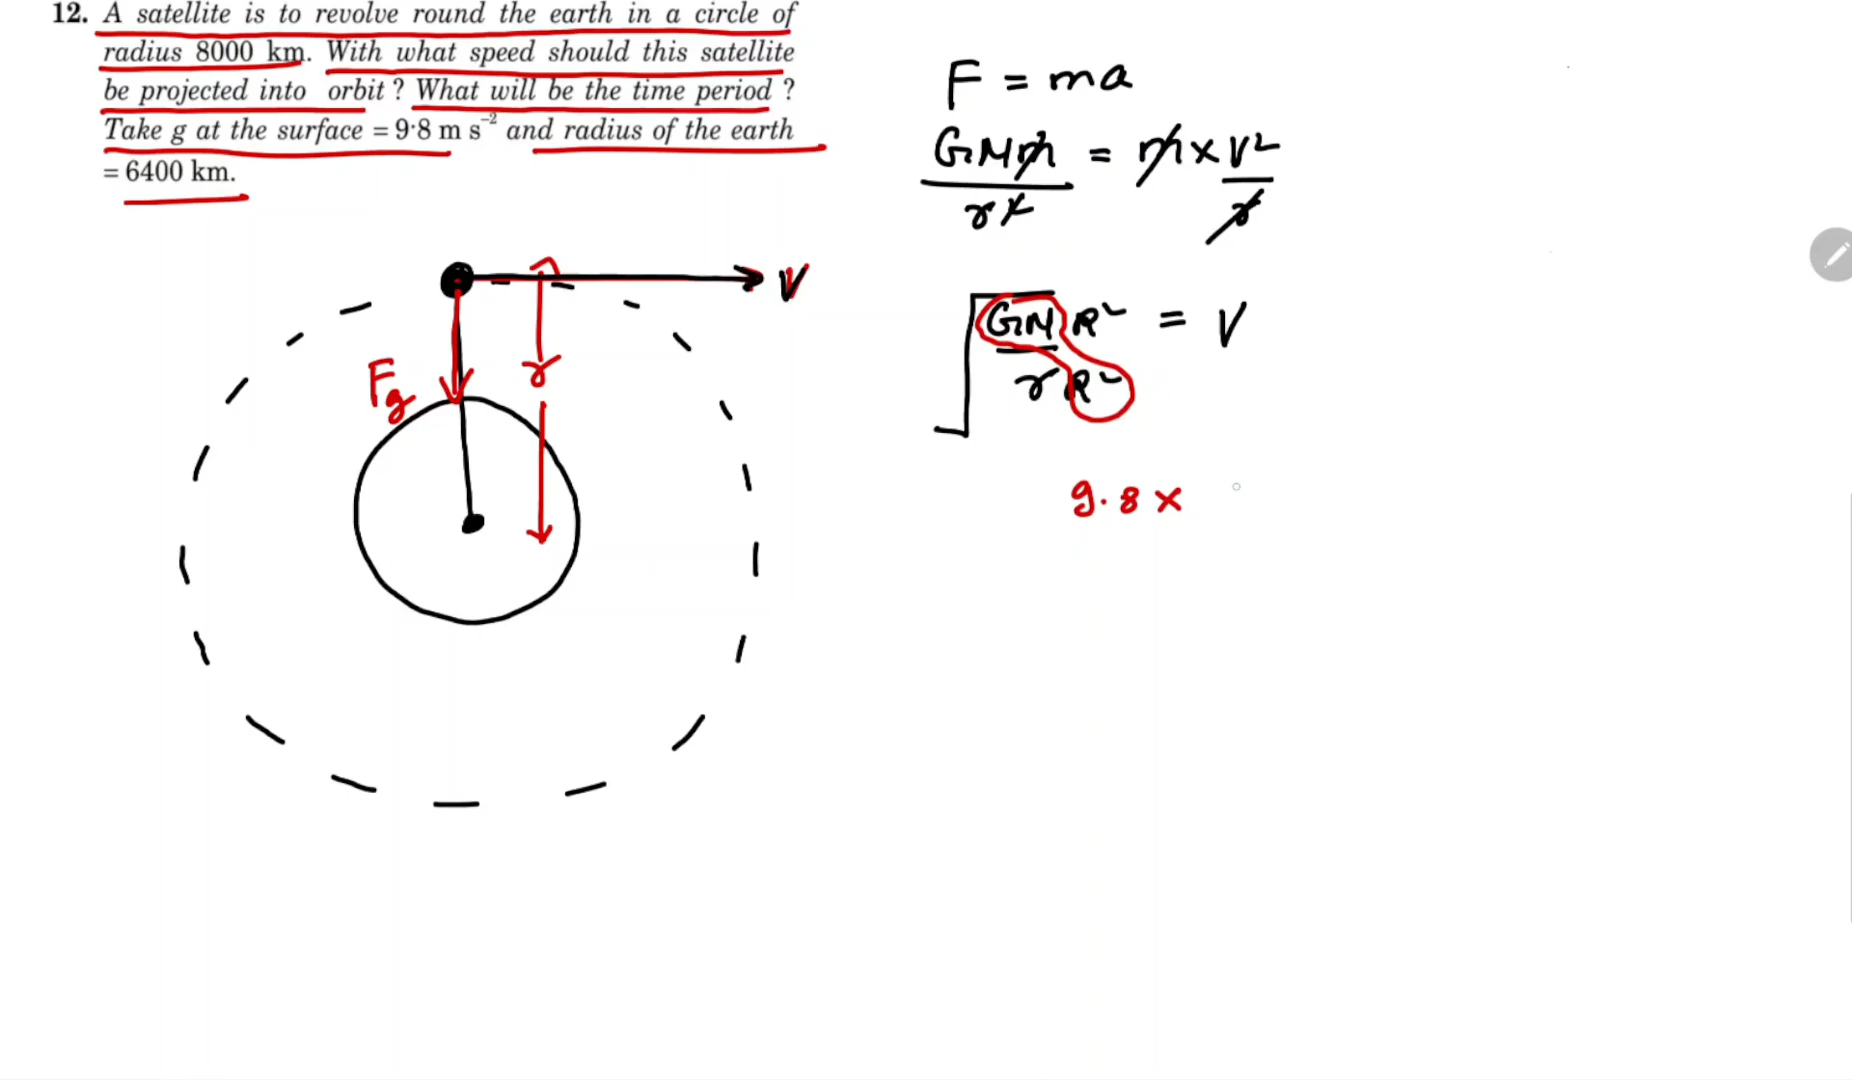 12. A satellite is to revolve round the earth in a circle of
radius 8000 km. With what speed should this satellite
be projected into orbit ? What will be the time period ?
Take g at the surface = 9·8 m s⁻² and radius of the earth
= 6400 km.
F = ma
GMm/r² = m × V²/r
√(GM R²/r R²) = V
9.8 ×
V
F_g
r